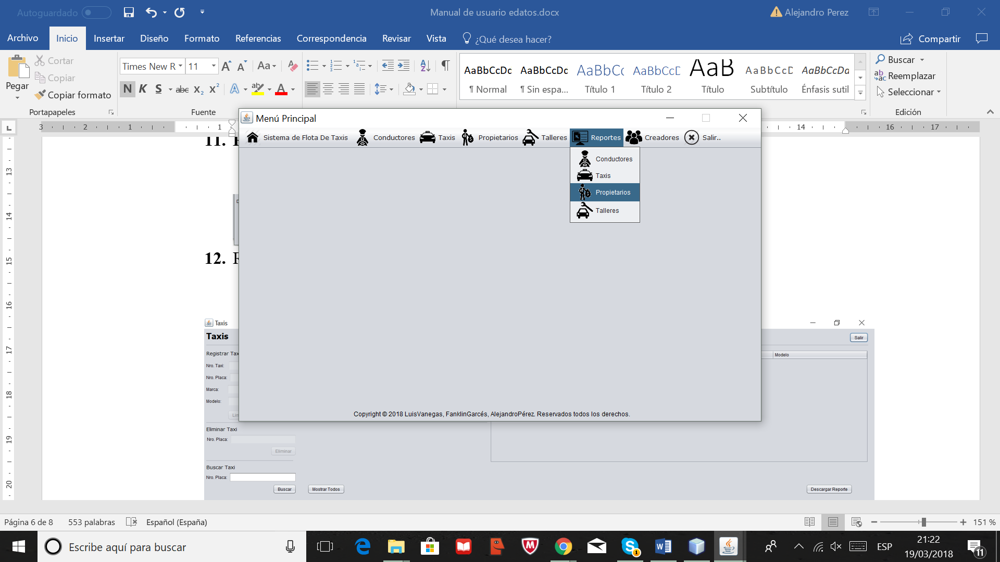 Autoguardado
Manual de usuario edatos.docx
Alejandro Perez
Archivo Inicio Insertar Diseño Formato Referencias Correspondencia Revisar Vista ¿Qué desea hacer? Compartir
Pegar
Cortar
Copiar
Copiar formato
Portapapeles
Times New R 11
Aa
N K S abc X₂ X² A ab A
Fuente
AaBbCcDc AaBbCcDc AaBbCc AaBbCcD AaB AaBbCcD AaBbCcDa
¶ Normal ¶ Sin espa... Título 1 Título 2 Título Subtítulo Énfasis sutil
Buscar
Reemplazar
Seleccionar
Edición
3 2 1 1 14 16 17
13
14
15
16
17
18
19
20
11.
12. R
Menú Principal
Sistema de Flota De Taxis Conductores Taxis Propietarios Talleres Reportes Creadores Salir..
Conductores
Taxis
Propietarios
Talleres
Copyright © 2018 LuisVanegas, FanklinGarcés, AlejandroPérez. Reservados todos los derechos.
Taxis
Taxis
Salir
Registrar Tax
Modelo
Nro. Taxi:
Nro. Placa:
Marca:
Modelo:
Lim
Eliminar Taxi
Nro. Placa:
Eliminar
Buscar Taxi
Nro. Placa:
Buscar Mostrar Todos Descargar Reporte
Página 6 de 8 553 palabras Español (España) 151 %
Escribe aquí para buscar
ESP
21:22
19/03/2018
1
11